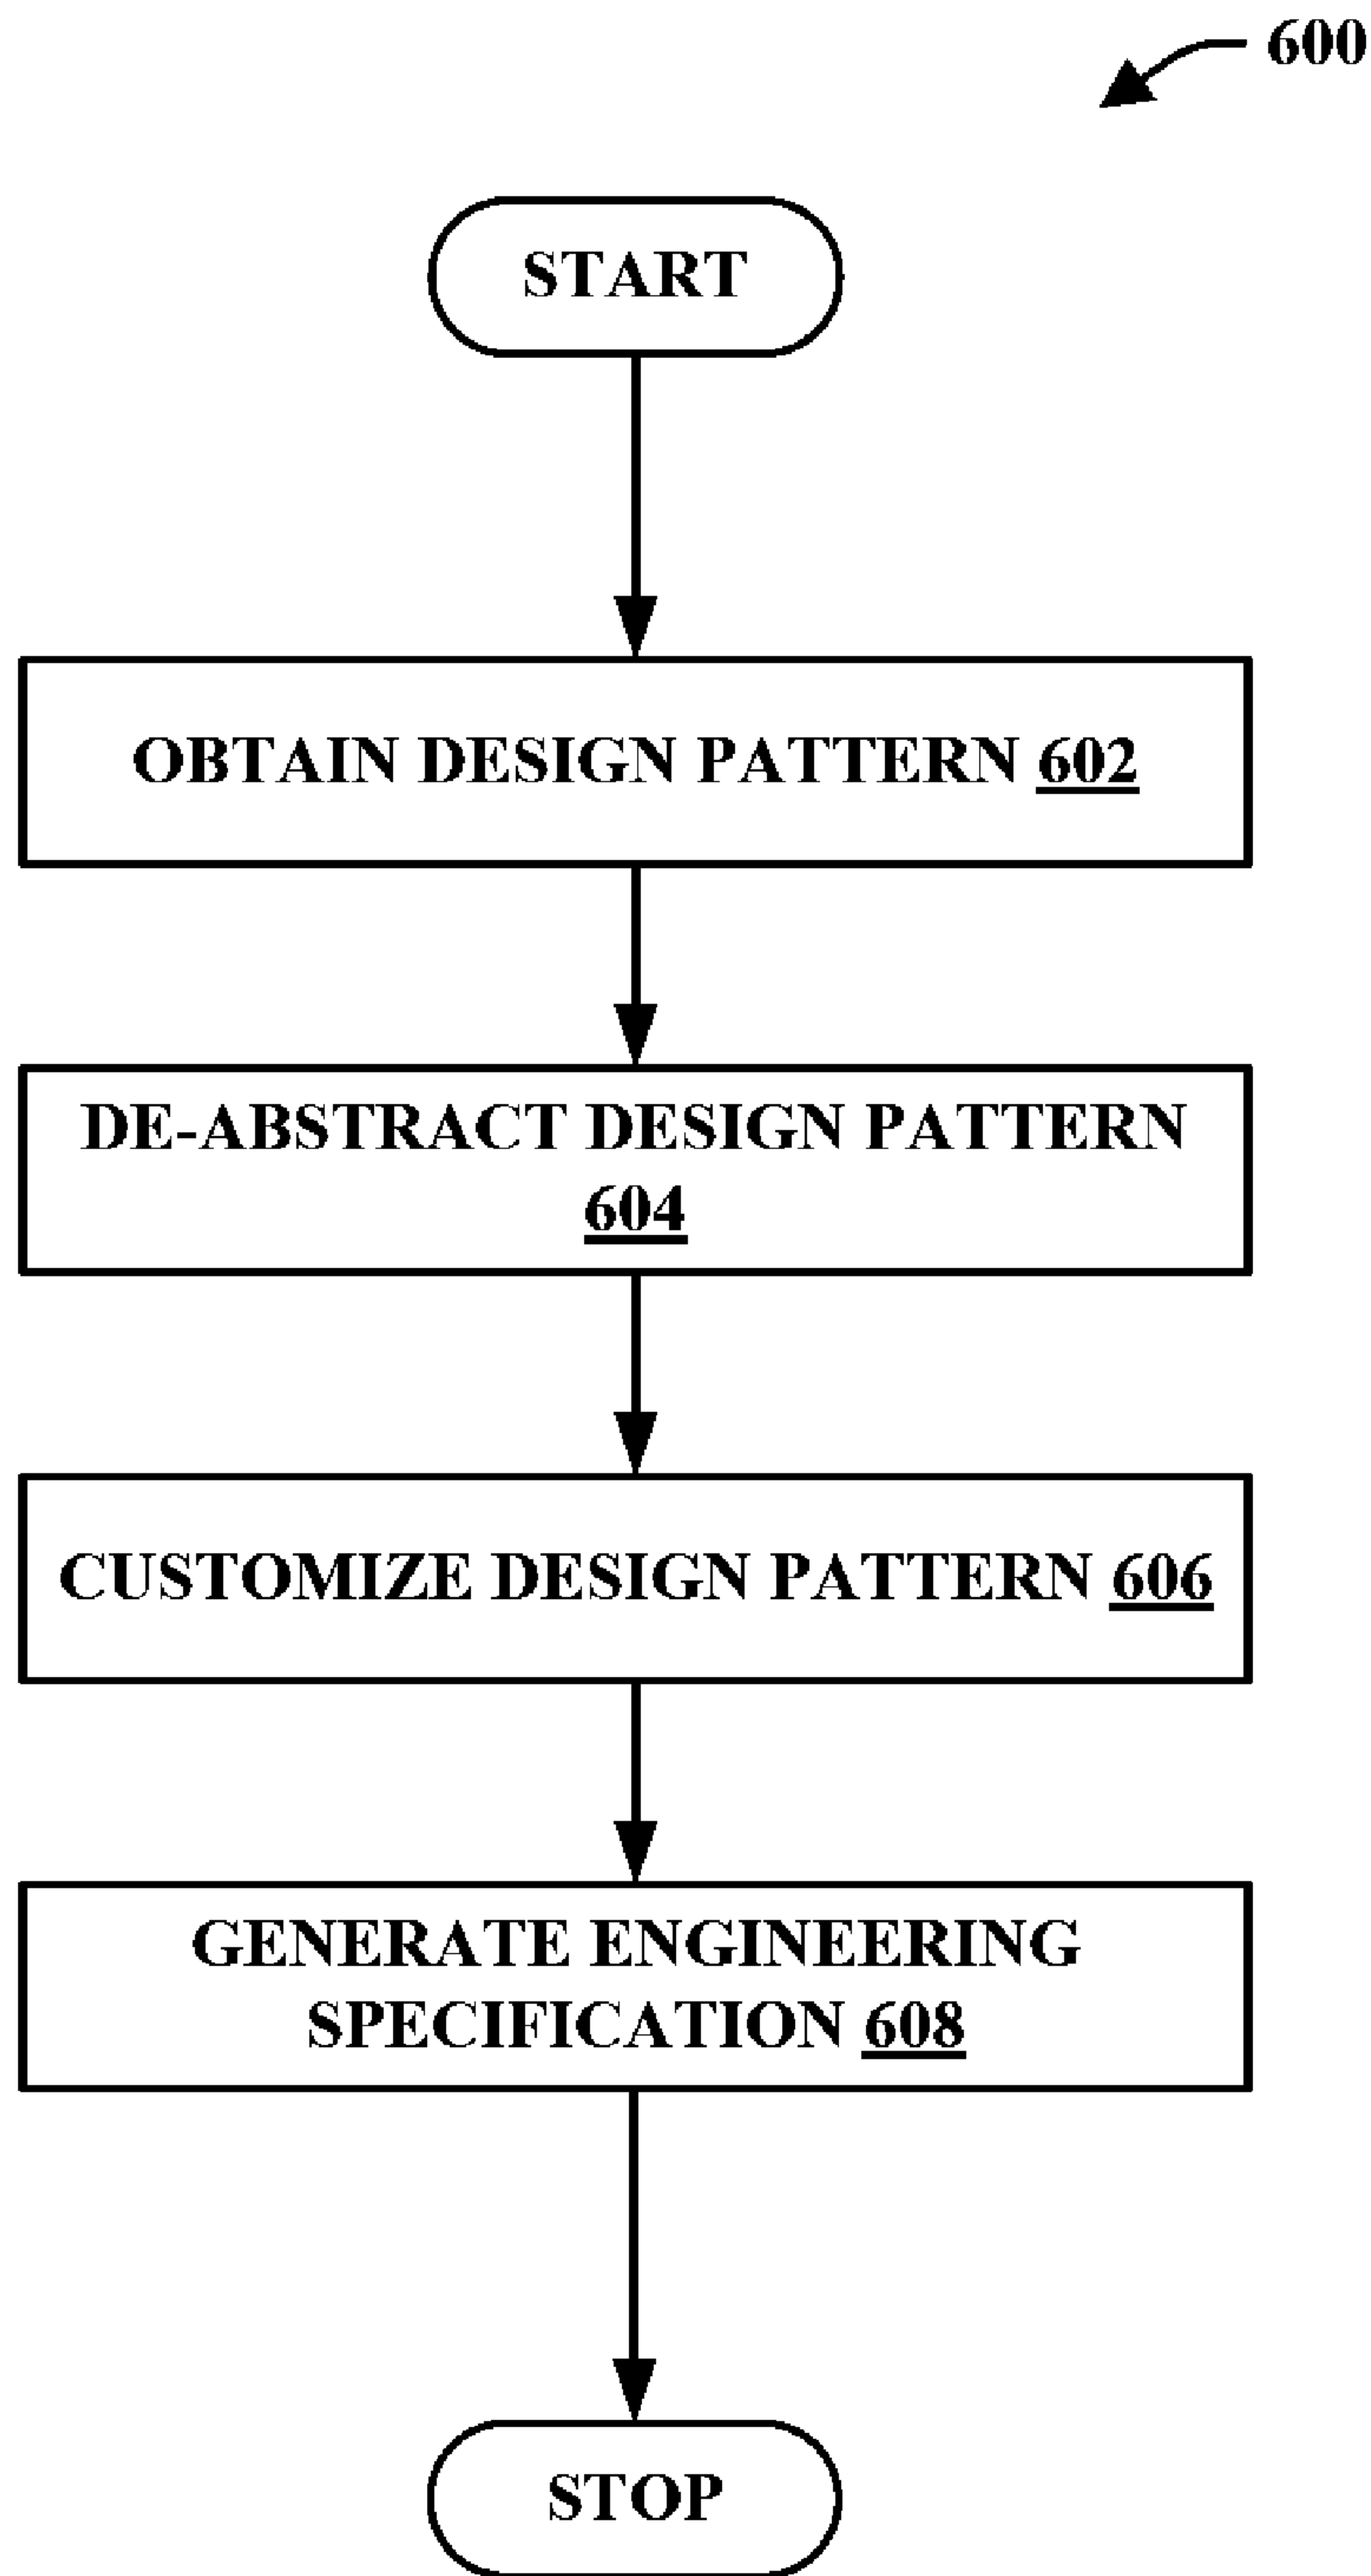 600
START
OBTAIN DESIGN PATTERN 602
DE-ABSTRACT DESIGN PATTERN
604
CUSTOMIZE DESIGN PATTERN 606
GENERATE ENGINEERING
SPECIFICATION 608
STOP